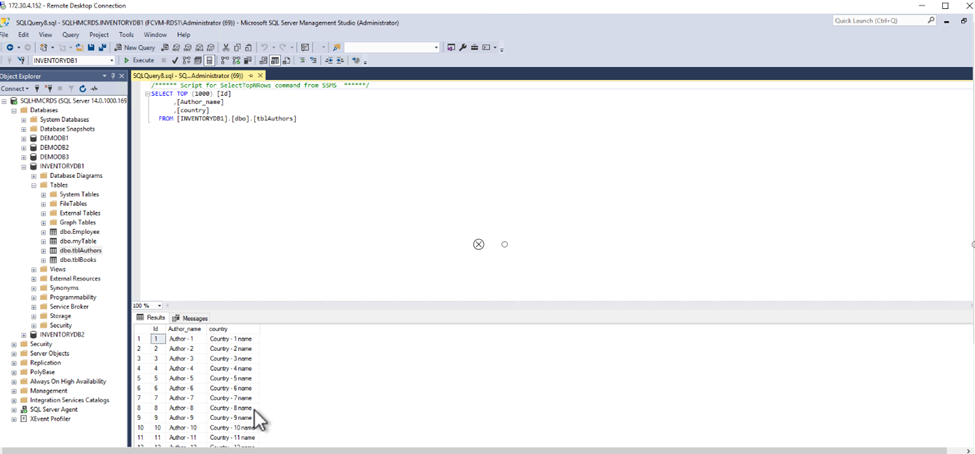 172.30.4.152 - Remote Desktop Connection
SQLQuery8.sql - SQLHMCRDS.INVENTORYDB1 (FCVM-RDS1\Administrator (69)) - Microsoft SQL Server Management Studio (Administrator)
Quick Launch (Ctrl+Q)
File Edit View Query Project Tools Window Help
New Query
INVENTORYDB1 Execute
Object Explorer
Connect
SQLHMCRDS (SQL Server 14.0.1000.169
Databases
System Databases
Database Snapshots
DEMODB1
DEMODB2
DEMODB3
INVENTORYDB1
Database Diagrams
Tables
System Tables
FileTables
External Tables
Graph Tables
dbo.Employee
dbo.myTable
dbo.tblAuthors
dbo.tblBooks
Views
External Resources
Synonyms
Programmability
Service Broker
Storage
Security
INVENTORYDB2
Security
Server Objects
Replication
PolyBase
Always On High Availability
Management
Integration Services Catalogs
SQL Server Agent
XEvent Profiler
SQLQuery8.sql - SQ...Administrator (69))
/****** Script for SelectTopNRows command from SSMS ******/
SELECT TOP (1000) [Id]
,[Author_name]
,[country]
FROM [INVENTORYDB1].[dbo].[tblAuthors]
100 %
Results Messages
Id Author_name country
1 1 Author - 1 Country - 1 name
2 2 Author - 2 Country - 2 name
3 3 Author - 3 Country - 3 name
4 4 Author - 4 Country - 4 name
5 5 Author - 5 Country - 5 name
6 6 Author - 6 Country - 6 name
7 7 Author - 7 Country - 7 name
8 8 Author - 8 Country - 8 name
9 9 Author - 9 Country - 9 name
10 10 Author - 10 Country - 10 name
11 11 Author - 11 Country - 11 name